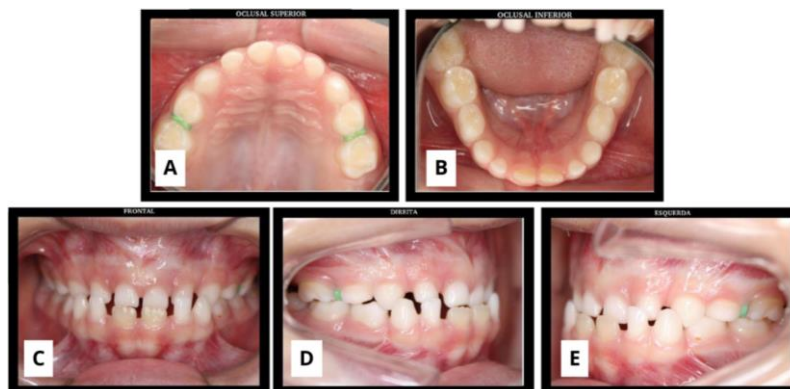 OCLUSAL SUPERIOR
OCLUSAL INFERIOR
A
B
FRONTAL
DIREITA
ESQUERDA
C
D
E